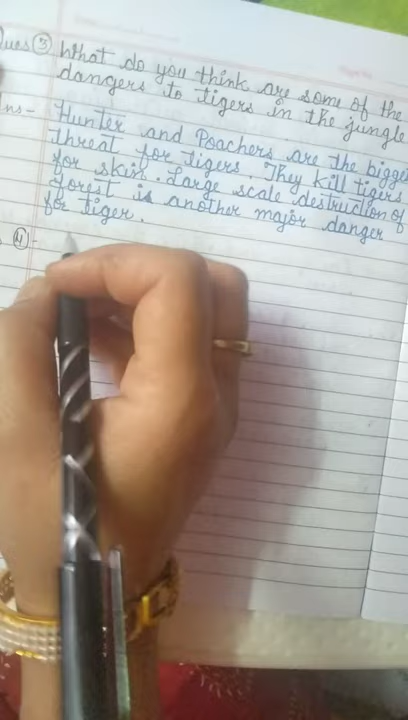 Ques ③ What do you think are some of the
dangers to tigers in the jungle
Ans- Hunter and Poachers are the bigges
threat for tigers. They kill tigers
for skin. Large scale destruction of
forest is another major danger
for tiger.
④-